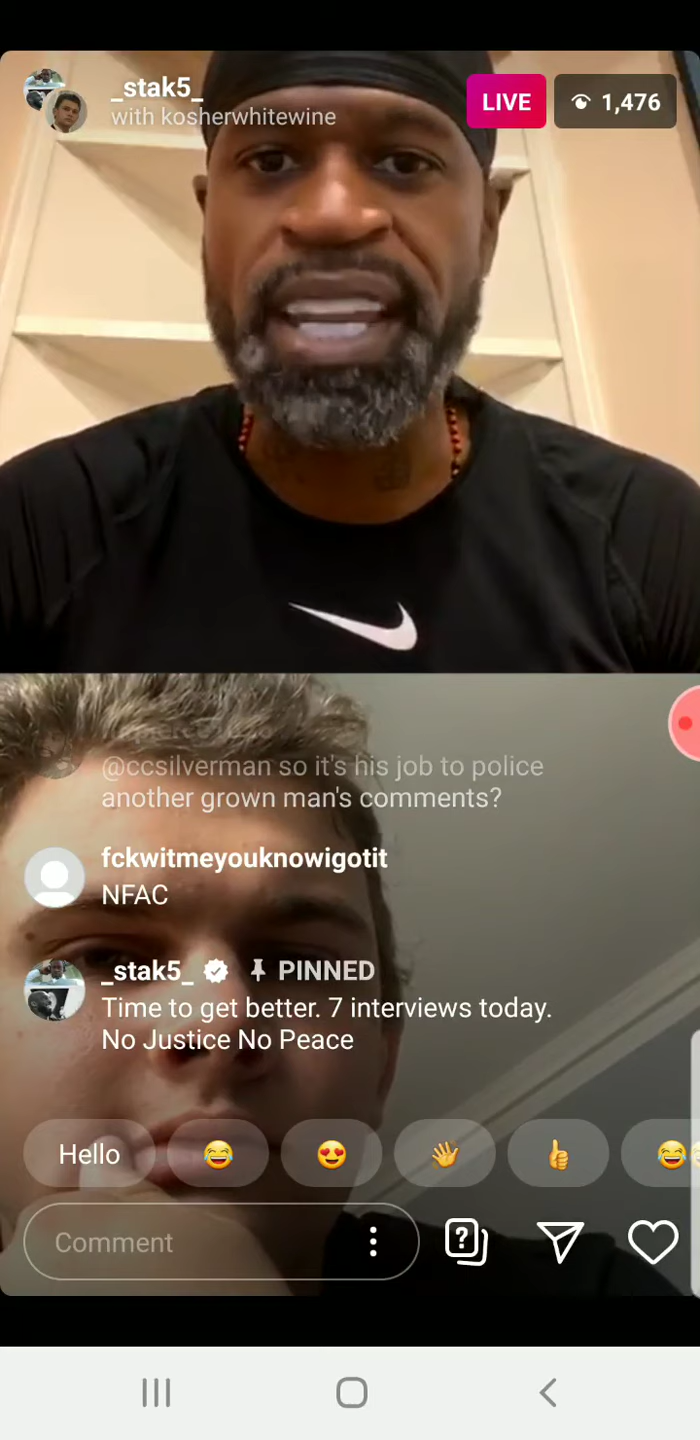 _stak5_
with kosherwhitewine
LIVE
1,476
@ccsilverman so it's his job to police
another grown man's comments?
fckwitmeyouknowigotit
NFAC
_stak5_ PINNED
Time to get better. 7 interviews today.
No Justice No Peace
Hello
Comment